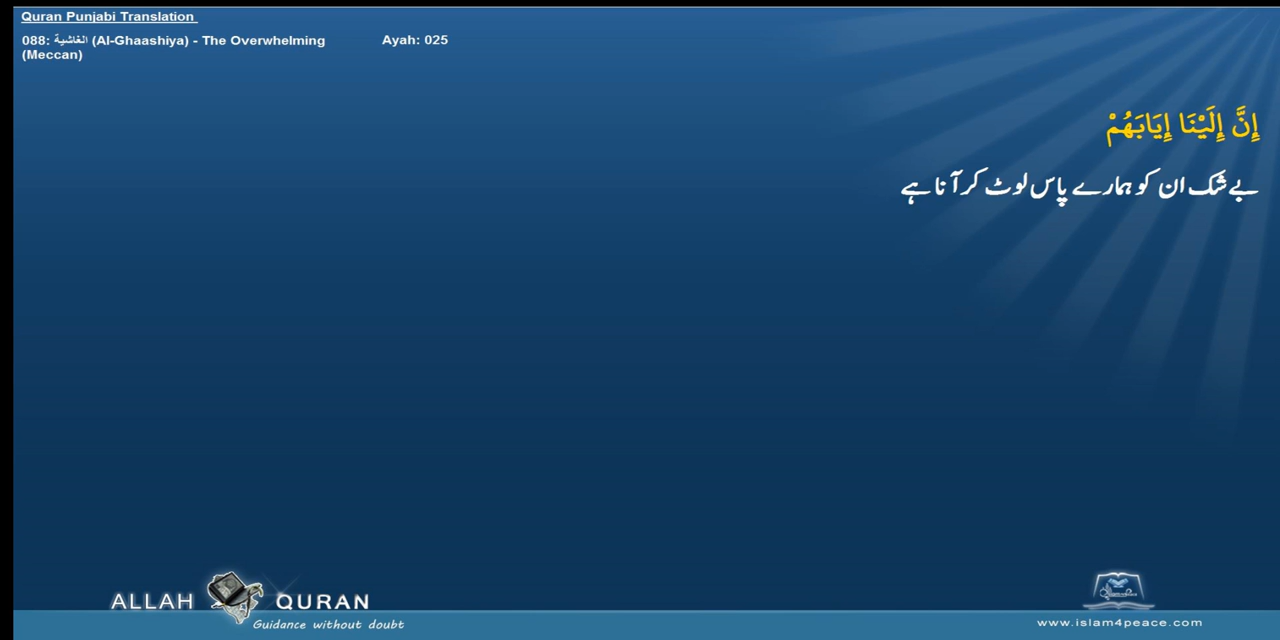 Quran Punjabi Translation
088: الغاشية (Al-Ghaashiya) - The Overwhelming
(Meccan)
Ayah: 025
إِنَّ إِلَيْنَا إِيَابَهُمْ
بے شک ان کو ہمارے پاس لوٹ کر آنا ہے
ALLAH QURAN
Guidance without doubt
www.islam4peace.com